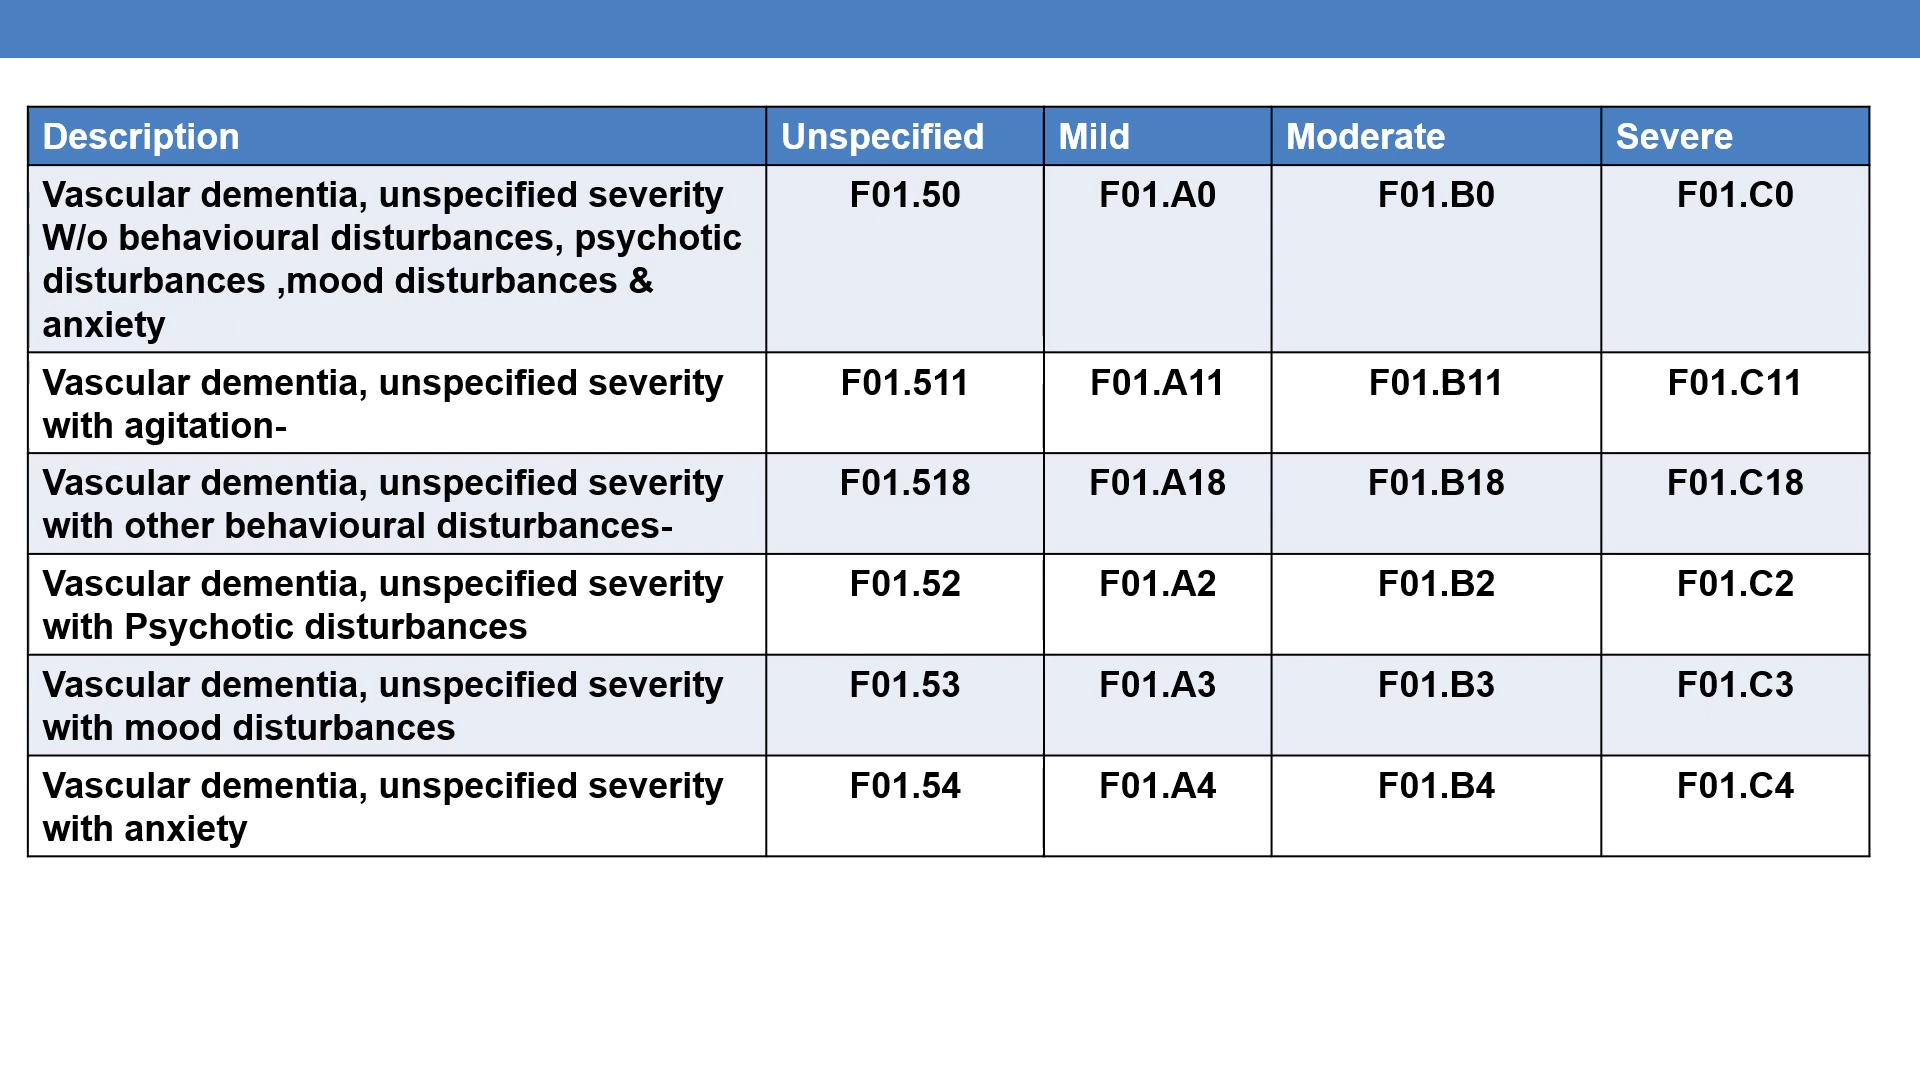 Description Unspecified Mild Moderate Severe
Vascular dementia, unspecified severity F01.50 F01.A0 F01.B0 F01.C0
W/o behavioural disturbances, psychotic
disturbances ,mood disturbances &
anxiety
Vascular dementia, unspecified severity F01.511 F01.A11 F01.B11 F01.C11
with agitation-
Vascular dementia, unspecified severity F01.518 F01.A18 F01.B18 F01.C18
with other behavioural disturbances-
Vascular dementia, unspecified severity F01.52 F01.A2 F01.B2 F01.C2
with Psychotic disturbances
Vascular dementia, unspecified severity F01.53 F01.A3 F01.B3 F01.C3
with mood disturbances
Vascular dementia, unspecified severity F01.54 F01.A4 F01.B4 F01.C4
with anxiety